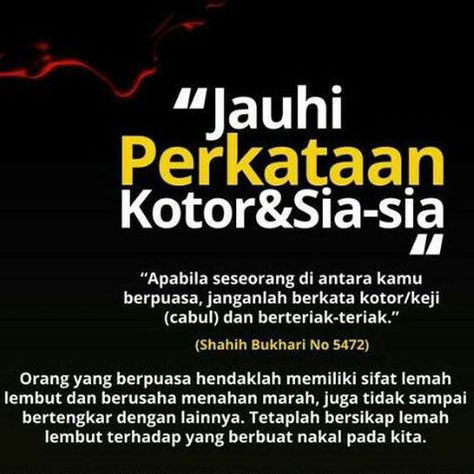 “Jauhi
Perkataan
Kotor&Sia-sia
“
“Apabila seseorang di antara kamu
berpuasa, janganlah berkata kotor/keji
(cabul) dan berteriak-teriak.”
(Shahih Bukhari No 5472)
Orang yang berpuasa hendaklah memiliki sifat lemah
lembut dan berusaha menahan marah, juga tidak sampai
bertengkar dengan lainnya. Tetaplah bersikap lemah
lembut terhadap yang berbuat nakal pada kita.